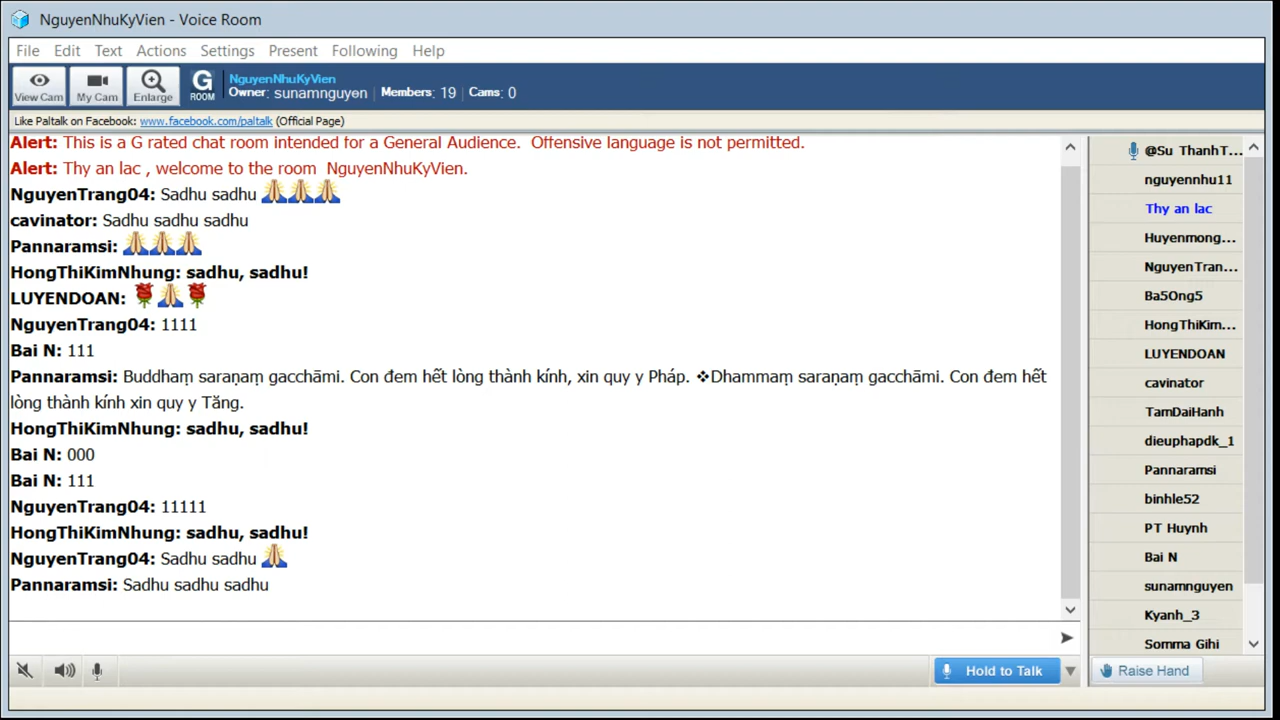 NguyenNhuKyVien - Voice Room
File Edit Text Actions Settings Present Following Help
View Cam My Cam Enlarge G ROOM NguyenNhuKyVien
Owner: sunamnguyen | Members: 19 | Cams: 0
Like Paltalk on Facebook: www.facebook.com/paltalk (Official Page)
Alert: This is a G rated chat room intended for a General Audience. Offensive language is not permitted.
Alert: Thy an lac , welcome to the room NguyenNhuKyVien.
NguyenTrang04: Sadhu sadhu 🙏🙏🙏
cavinator: Sadhu sadhu sadhu
Pannaramsi: 🙏🙏🙏
HongThiKimNhung: sadhu, sadhu!
LUYENDOAN: 🌹🙏🌹
NguyenTrang04: 1111
Bai N: 111
Pannaramsi: Buddhaṃ saraṇaṃ gacchāmi. Con đem hết lòng thành kính, xin quy y Pháp. ❖Dhammaṃ saraṇaṃ gacchāmi. Con đem hết
lòng thành kính xin quy y Tăng.
HongThiKimNhung: sadhu, sadhu!
Bai N: 000
Bai N: 111
NguyenTrang04: 11111
HongThiKimNhung: sadhu, sadhu!
NguyenTrang04: Sadhu sadhu 🙏
Pannaramsi: Sadhu sadhu sadhu
Hold to Talk
@Su ThanhT...
nguyennhu11
Thy an lac
Huyenmong...
NguyenTran...
Ba5Ong5
HongThiKim...
LUYENDOAN
cavinator
TamDaiHanh
dieuphapdk_1
Pannaramsi
binhle52
PT Huynh
Bai N
sunamnguyen
Kyanh_3
Somma Gihi
Raise Hand